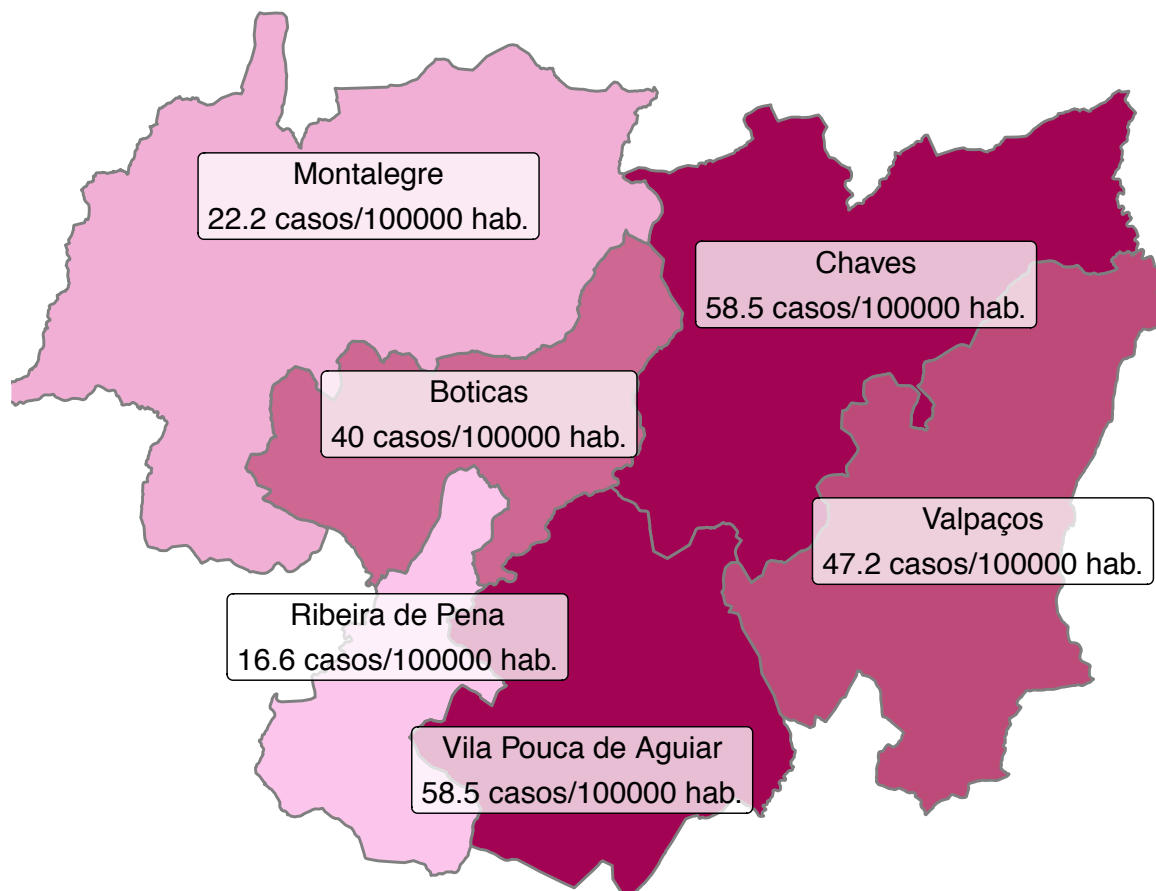 Montalegre
22.2 casos/100000 hab.
Chaves
58.5 casos/100000 hab.
Boticas
40 casos/100000 hab.
Valpaços
47.2 casos/100000 hab.
Ribeira de Pena
16.6 casos/100000 hab.
Vila Pouca de Aguiar
58.5 casos/100000 hab.